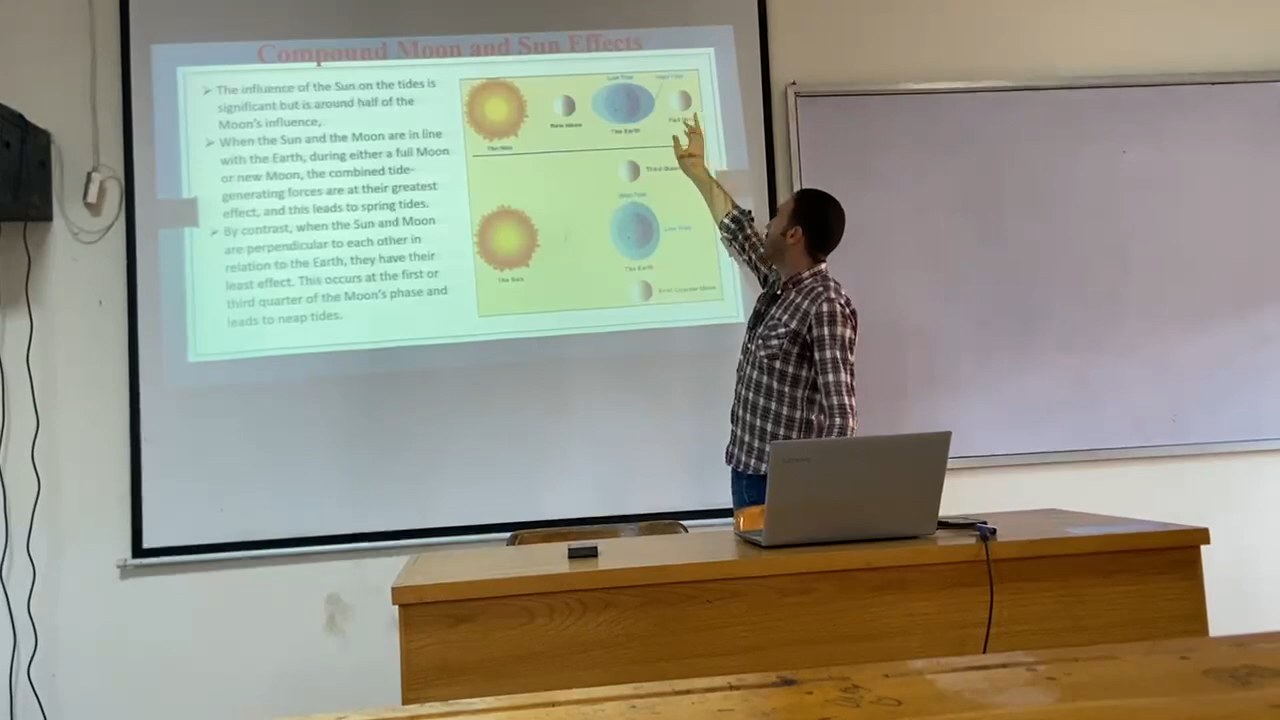 Compound Moon and Sun Effects
➢ The influence of the Sun on the tides is
significant but is around half of the
Moon's influence,
➢ When the Sun and the Moon are in line
with the Earth, during either a full Moon
or new Moon, the combined tide-
generating forces are at their greatest
effect, and this leads to spring tides.
➢ By contrast, when the Sun and Moon
are perpendicular to each other in
relation to the Earth, they have their
least effect. This occurs at the first or
third quarter of the Moon's phase and
leads to neap tides.
Low Tide
High Tide
New Moon
The Earth
The Sun
Third
High Tide
Low Tide
The Earth
The Sun
First Quarter Moon
Lenovo